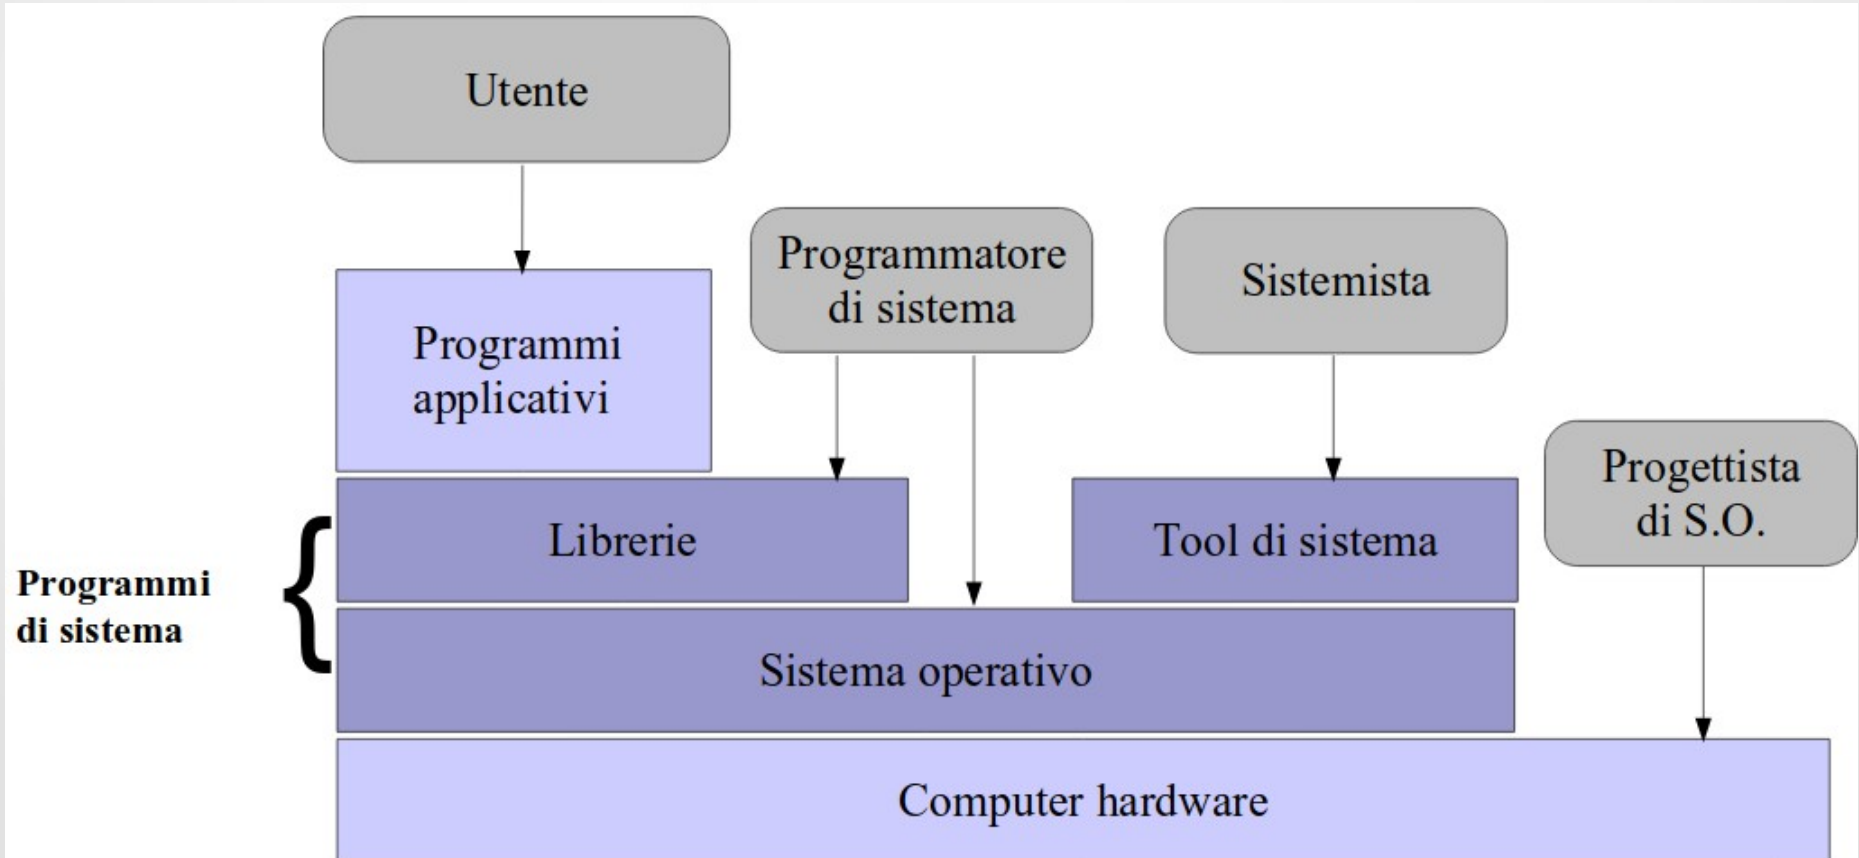 Utente
Programmatore
di sistema
Sistemista
Programmi
applicativi
Progettista
di S.O.
Librerie
Tool di sistema
Programmi
di sistema
Sistema operativo
Computer hardware